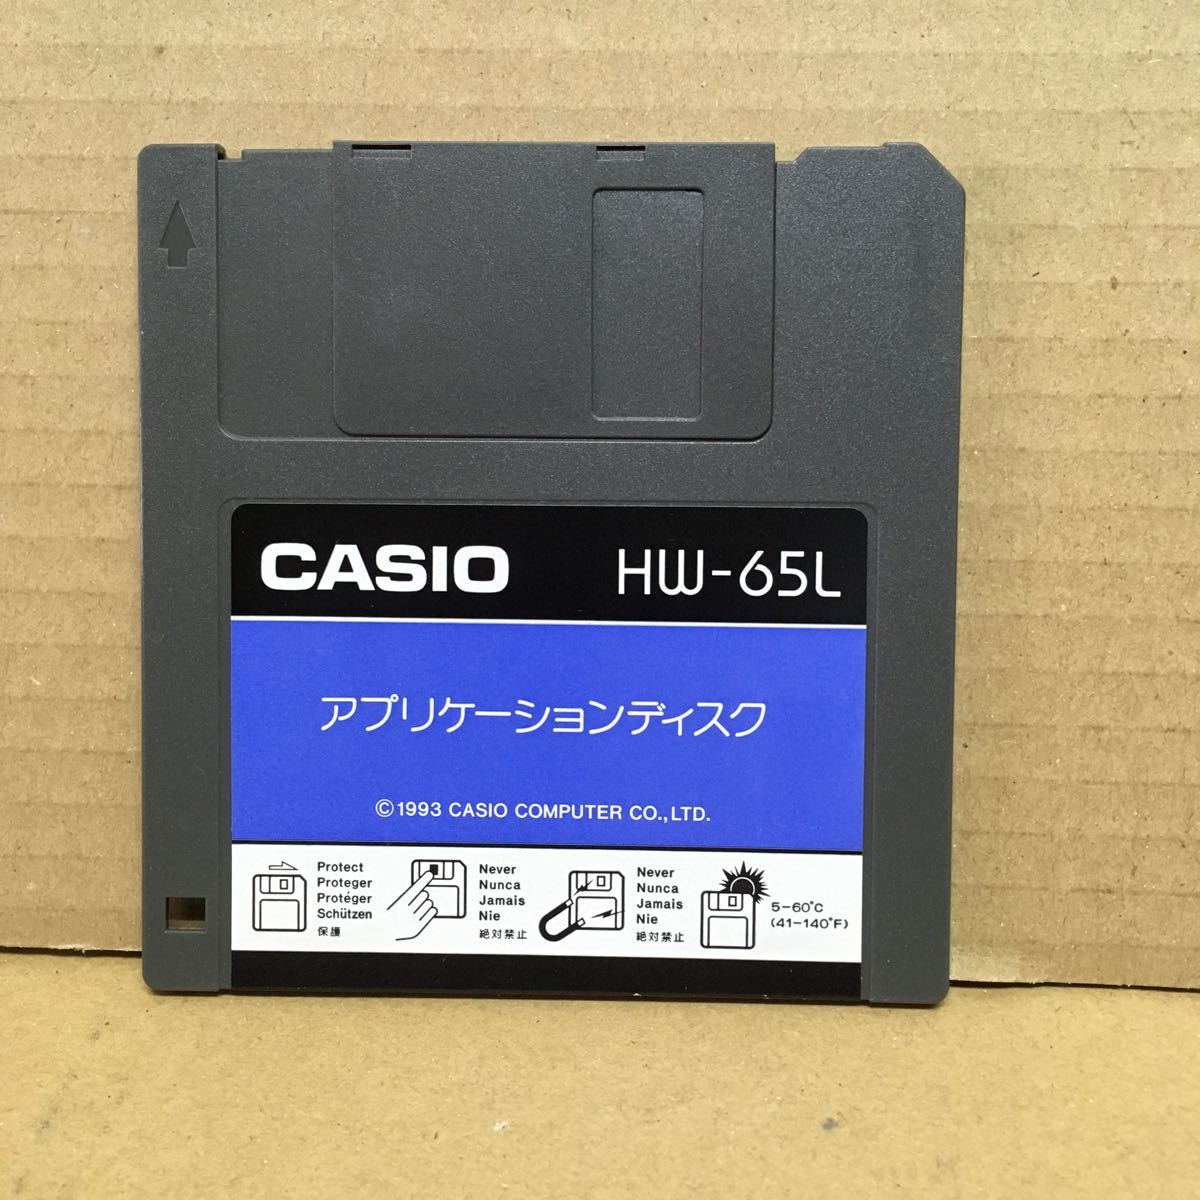 CASIO HW-65L
アプリケーションディスク
©1993 CASIO COMPUTER CO.,LTD.
Protect
Proteger
Protéger
Schützen
保護
Never
Nunca
Jamais
Nie
絶対禁止
Never
Nunca
Jamais
Nie
絶対禁止
5-60°C
(41-140°F)